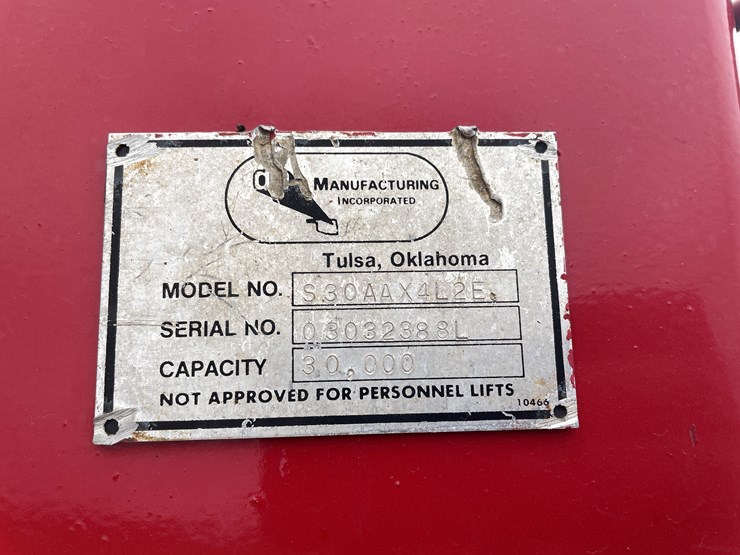 MANUFACTURING
INCORPORATED
Tulsa, Oklahoma
MODEL NO. S30AAX4L2E
SERIAL NO. 03032388L
CAPACITY 30,000
NOT APPROVED FOR PERSONNEL LIFTS
10466